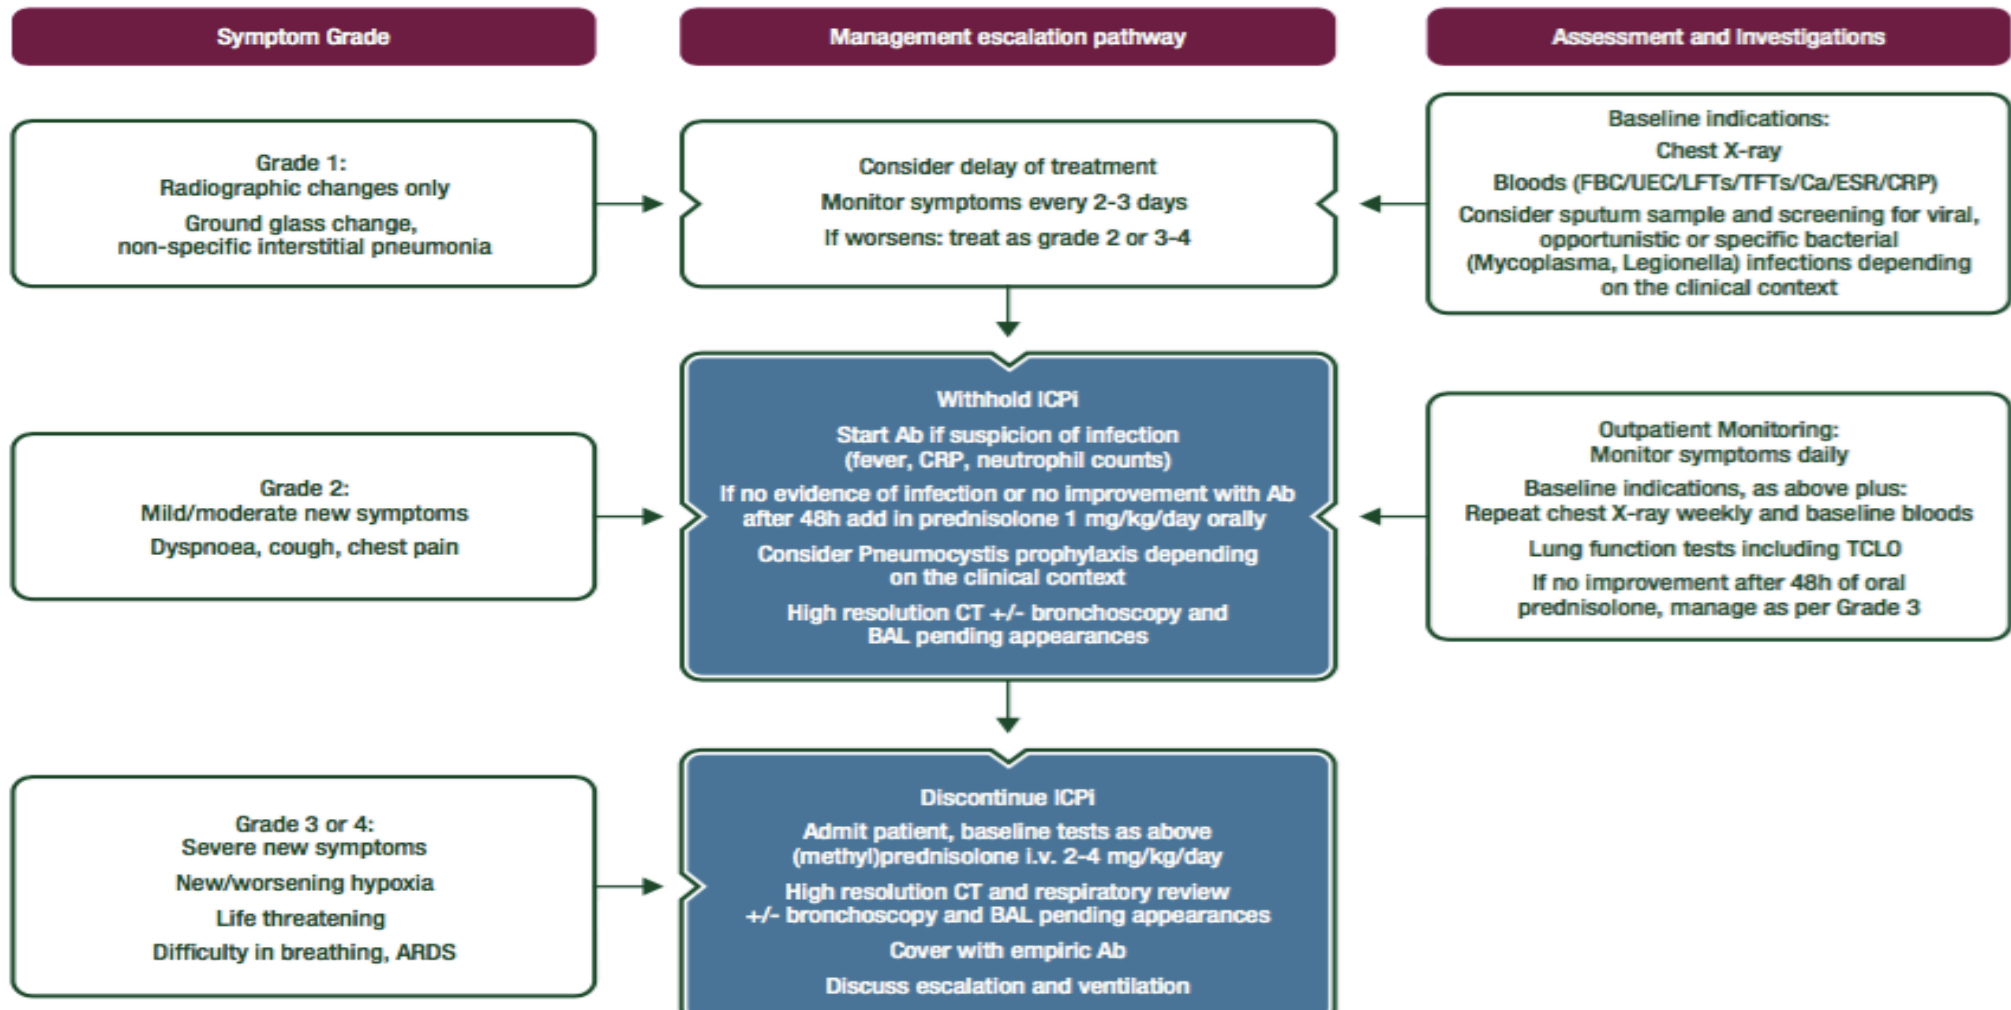 Symptom Grade
Management escalation pathway
Assessment and Investigations
Grade 1:
Radiographic changes only
Ground glass change,
non-specific interstitial pneumonia
Consider delay of treatment
Monitor symptoms every 2-3 days
If worsens: treat as grade 2 or 3-4
Baseline indications:
Chest X-ray
Bloods (FBC/UEC/LFTs/TFTs/Ca/ESR/CRP)
Consider sputum sample and screening for viral,
opportunistic or specific bacterial
(Mycoplasma, Legionella) infections depending
on the clinical context
Grade 2:
Mild/moderate new symptoms
Dyspnoea, cough, chest pain
Withhold ICPi
Start Ab if suspicion of infection
(fever, CRP, neutrophil counts)
If no evidence of infection or no improvement with Ab
after 48h add in prednisolone 1 mg/kg/day orally
Consider Pneumocystis prophylaxis depending
on the clinical context
High resolution CT +/- bronchoscopy and
BAL pending appearances
Outpatient Monitoring:
Monitor symptoms daily
Baseline indications, as above plus:
Repeat chest X-ray weekly and baseline bloods
Lung function tests including TCLO
If no improvement after 48h of oral
prednisolone, manage as per Grade 3
Grade 3 or 4:
Severe new symptoms
New/worsening hypoxia
Life threatening
Difficulty in breathing, ARDS
Discontinue ICPi
Admit patient, baseline tests as above
(methyl)prednisolone i.v. 2-4 mg/kg/day
High resolution CT and respiratory review
+/- bronchoscopy and BAL pending appearances
Cover with empiric Ab
Discuss escalation and ventilation